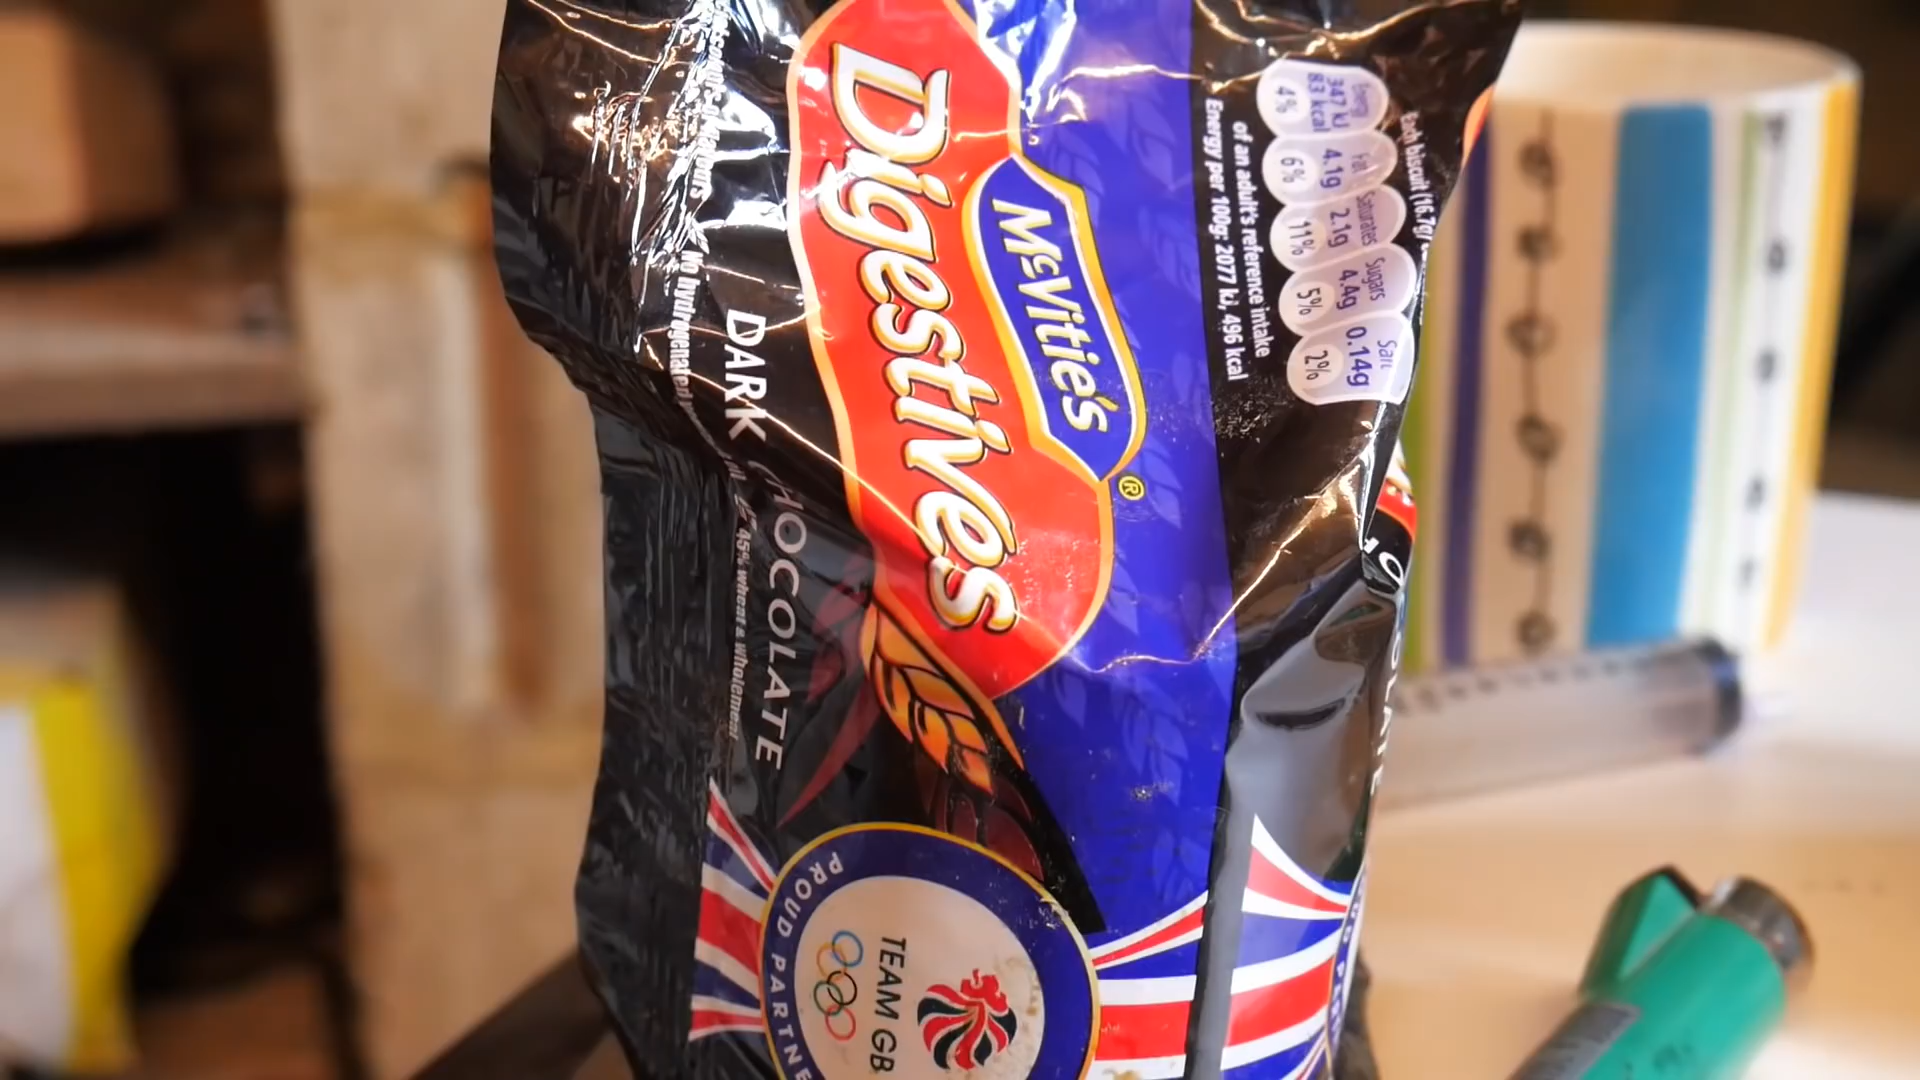 McVitie's
®
Digestives
DARK CHOCOLATE
45% wheat & wholemeal
No hydrogenated
Each biscuit (16.7g)
Energy
347 kJ
83 kcal
4%
Fat
4.1g
6%
Saturates
2.1g
11%
Sugars
4.4g
5%
Salt
0.14g
2%
of an adult's reference intake
Energy per 100g: 2077 kJ, 496 kcal
PROUD PARTNE
TEAM GB